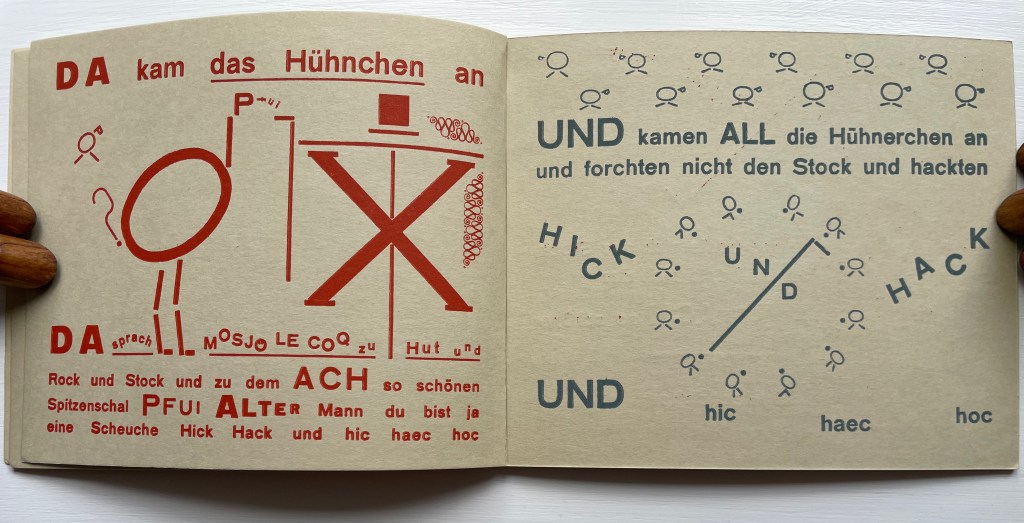 DA kam das Hühnchen an
Pfui
DA sprach MOSJO LE COQ zu Hut und
Rock und Stock und zu dem ACH so schönen
Spitzenschal PFUI ALTER Mann du bist ja
eine Scheuche Hick Hack und hic haec hoc
UND kamen ALL die Hühnerchen an
und forchten nicht den Stock und hackten
HICK UND HACK
UND hic haec hoc